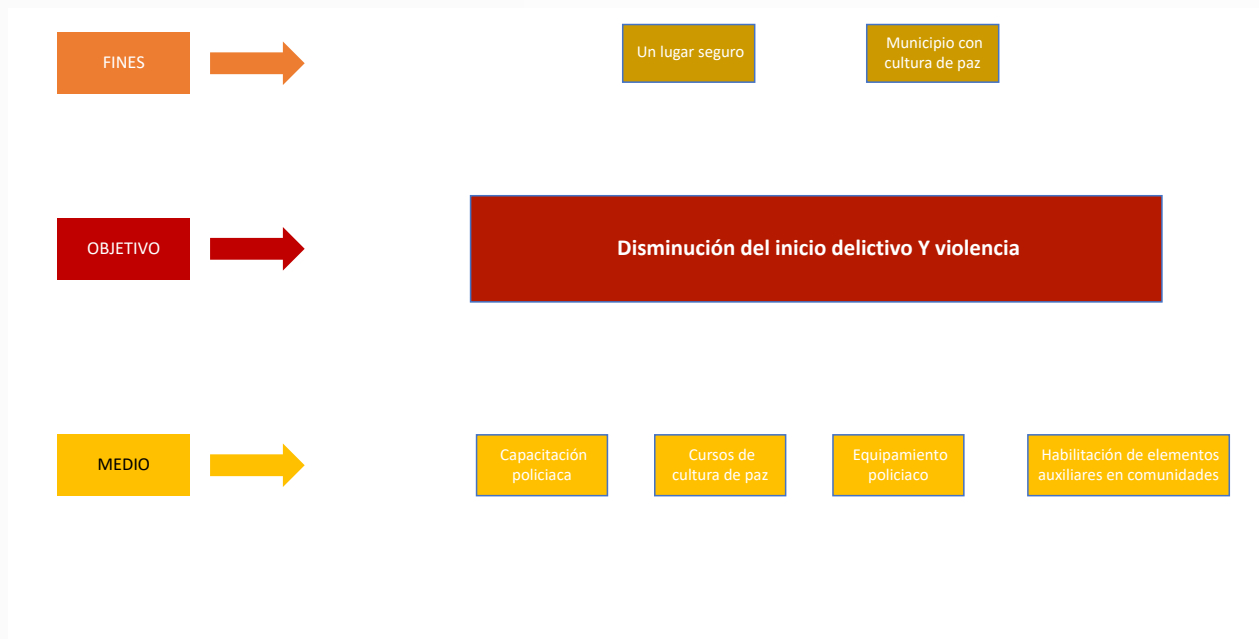 FINES
Un lugar seguro
Municipio con
cultura de paz
OBJETIVO
Disminución del inicio delictivo Y violencia
MEDIO
Capacitación
policiaca
Cursos de
cultura de paz
Equipamiento
policiaco
Habilitación de elementos
auxiliares en comunidades